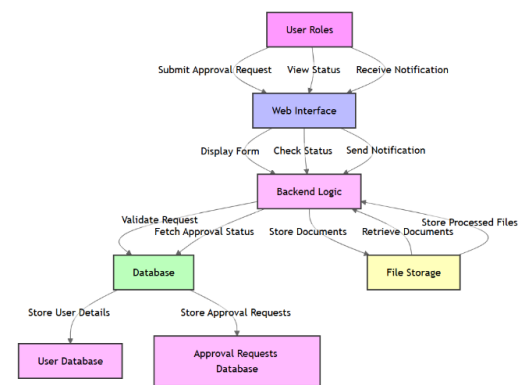 User Roles
Submit Approval Request
View Status
Receive Notification
Web Interface
Display Form
Check Status
Send Notification
Backend Logic
Validate Request
Fetch Approval Status
Store Documents
Retrieve Documents
Store Processed Files
Database
File Storage
Store User Details
Store Approval Requests
User Database
Approval Requests
Database